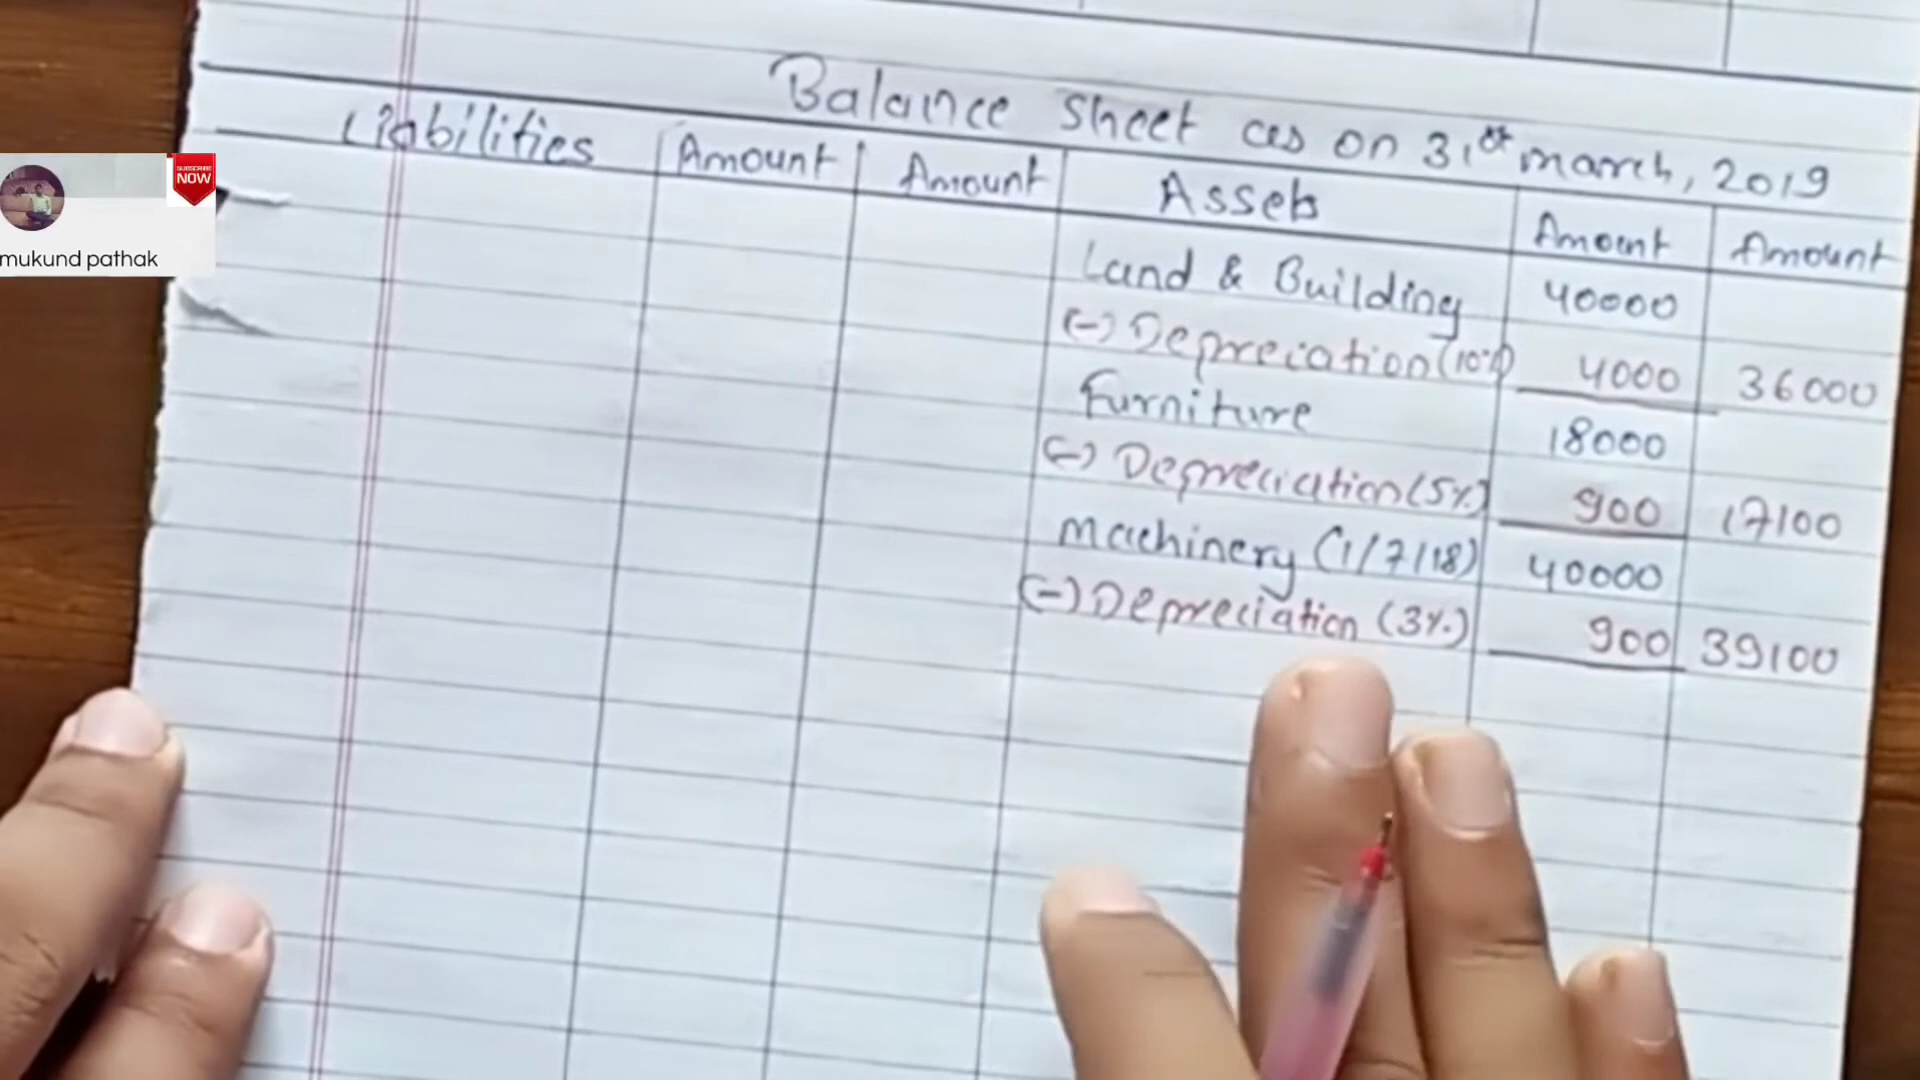 Balance Sheet as on 31st march, 2019
Liabilities Amount Amount Assets Amount Amount
Land & Building 40000
(-) Depreciation (10%) 4000 36000
Furniture 18000
(-) Depreciation (5%) 900 17100
Machinery (1/7/18) 40000
(-) Depreciation (3%) 900 39100
SUBSCRIBE
NOW
mukund pathak